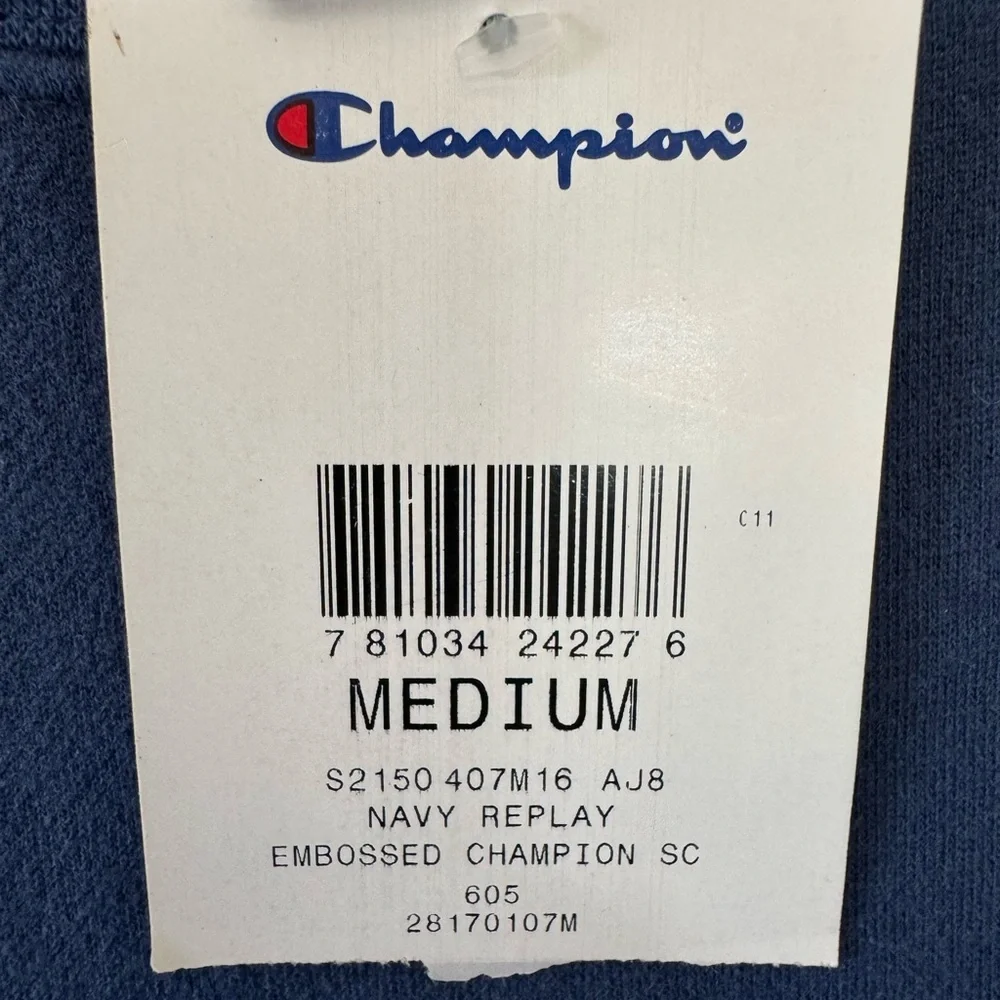 Champion®
C11
7 81034 24227 6
MEDIUM
S2150 407M16 AJ8
NAVY REPLAY
EMBOSSED CHAMPION SC
605
28170107M